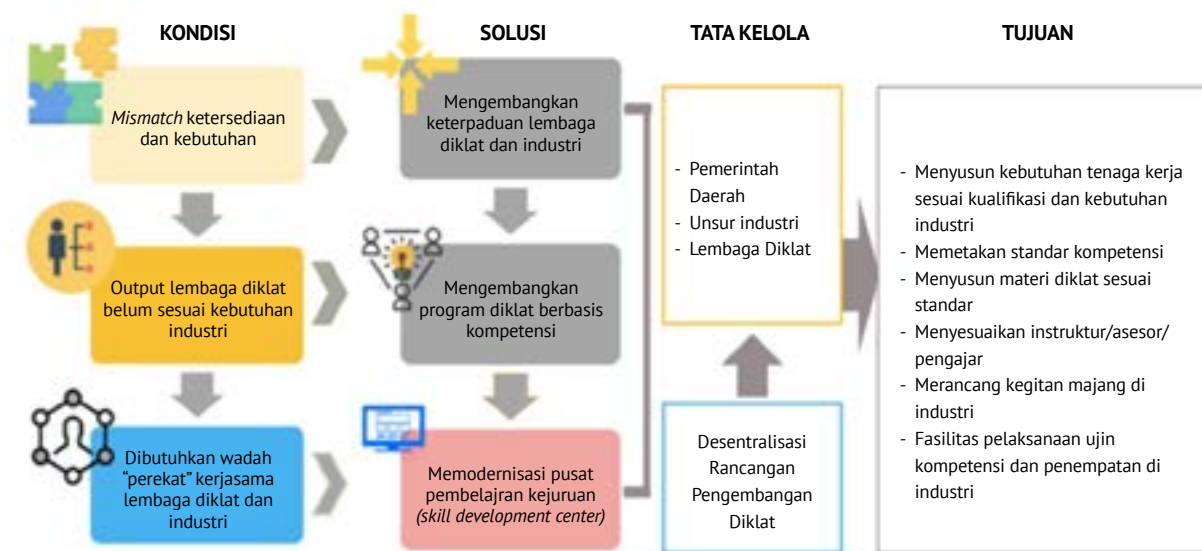 KONDISI
Mismatch ketersediaan
dan kebutuhan
Output lembaga diklat
belum sesuai kebutuhan
industri
Dibutuhkan wadah
“perekat” kerjasama
lembaga diklat dan
industri
SOLUSI
Mengembangkan
keterpaduan lembaga
diklat dan industri
Mengembangkan
program diklat berbasis
kompetensi
Memodernisasi pusat
pembelajran kejuruan
(skill development center)
TATA KELOLA
- Pemerintah
Daerah
- Unsur industri
- Lembaga Diklat
Desentralisasi
Rancangan
Pengembangan
Diklat
TUJUAN
- Menyusun kebutuhan tenaga kerja
sesuai kualifikasi dan kebutuhan
industri
- Memetakan standar kompetensi
- Menyusun materi diklat sesuai
standar
- Menyesuaikan instruktur/asesor/
pengajar
- Merancang kegitan majang di
industri
- Fasilitas pelaksanaan ujin
kompetensi dan penempatan di
industri